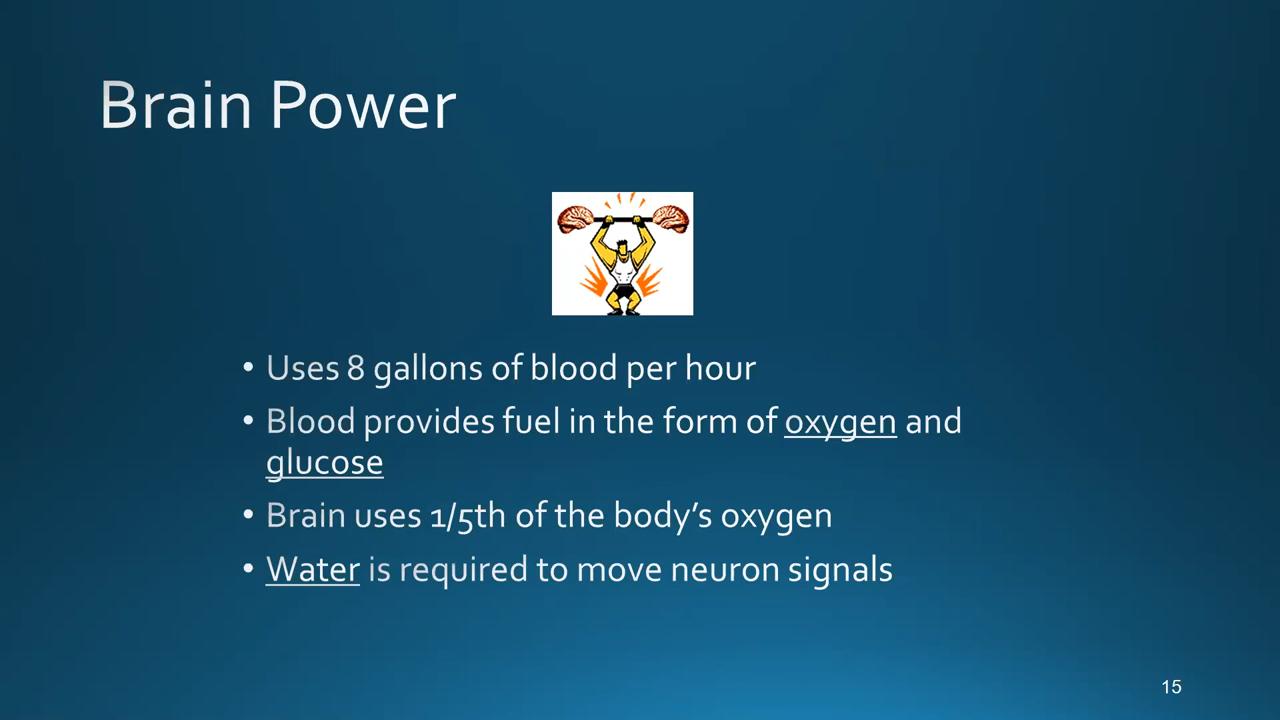 Brain Power
• Uses 8 gallons of blood per hour
• Blood provides fuel in the form of oxygen and
glucose
• Brain uses 1/5th of the body’s oxygen
• Water is required to move neuron signals
15